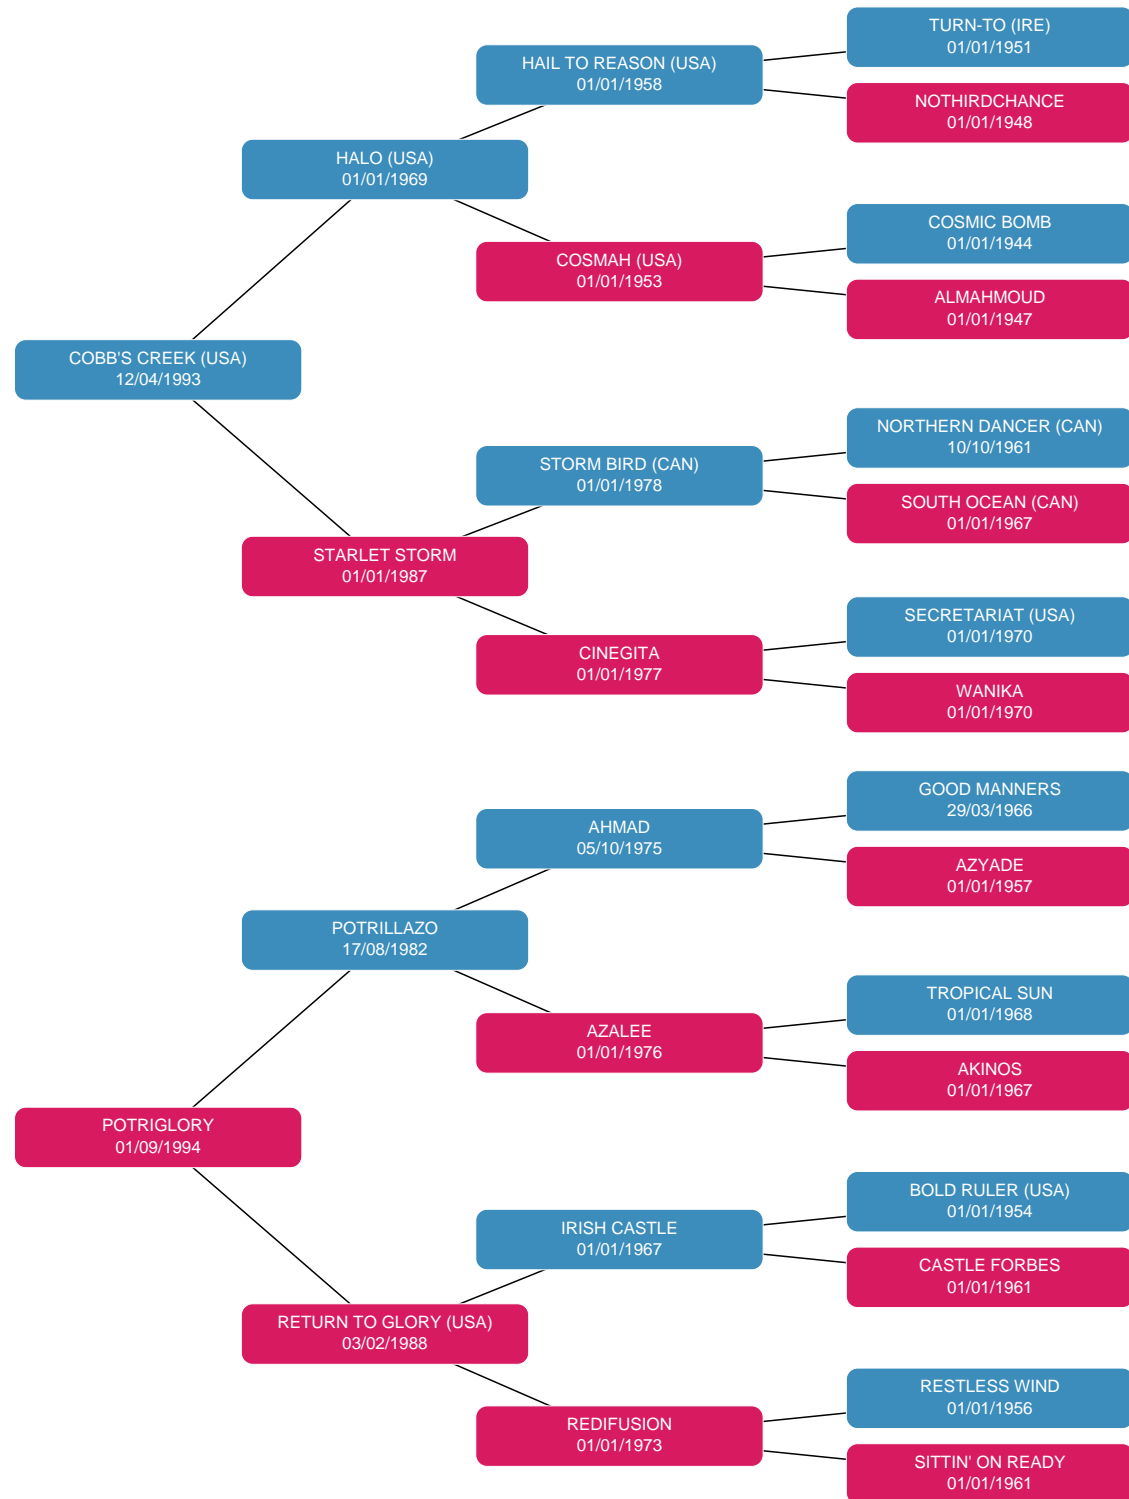 TURN-TO (IRE)
01/01/1951
HAIL TO REASON (USA)
01/01/1958
NOTHIRDCHANCE
01/01/1948
HALO (USA)
01/01/1969
COSMIC BOMB
01/01/1944
COSMAH (USA)
01/01/1953
ALMAHMOUD
01/01/1947
COBB'S CREEK (USA)
12/04/1993
NORTHERN DANCER (CAN)
10/10/1961
STORM BIRD (CAN)
01/01/1978
SOUTH OCEAN (CAN)
01/01/1967
STARLET STORM
01/01/1987
SECRETARIAT (USA)
01/01/1970
CINEGITA
01/01/1977
WANIKA
01/01/1970
GOOD MANNERS
29/03/1966
AHMAD
05/10/1975
AZYADE
01/01/1957
POTRILLAZO
17/08/1982
TROPICAL SUN
01/01/1968
AZALEE
01/01/1976
AKINOS
01/01/1967
POTRIGLORY
01/09/1994
BOLD RULER (USA)
01/01/1954
IRISH CASTLE
01/01/1967
CASTLE FORBES
01/01/1961
RETURN TO GLORY (USA)
03/02/1988
RESTLESS WIND
01/01/1956
REDIFUSION
01/01/1973
SITTIN' ON READY
01/01/1961